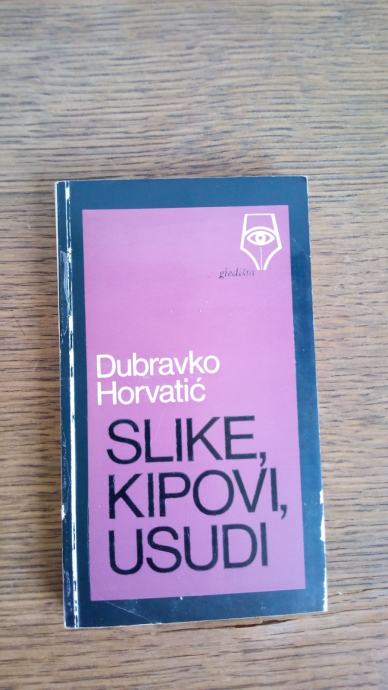 gledišta
Dubravko
Horvatić
SLIKE,
KIPOVI,
USUDI